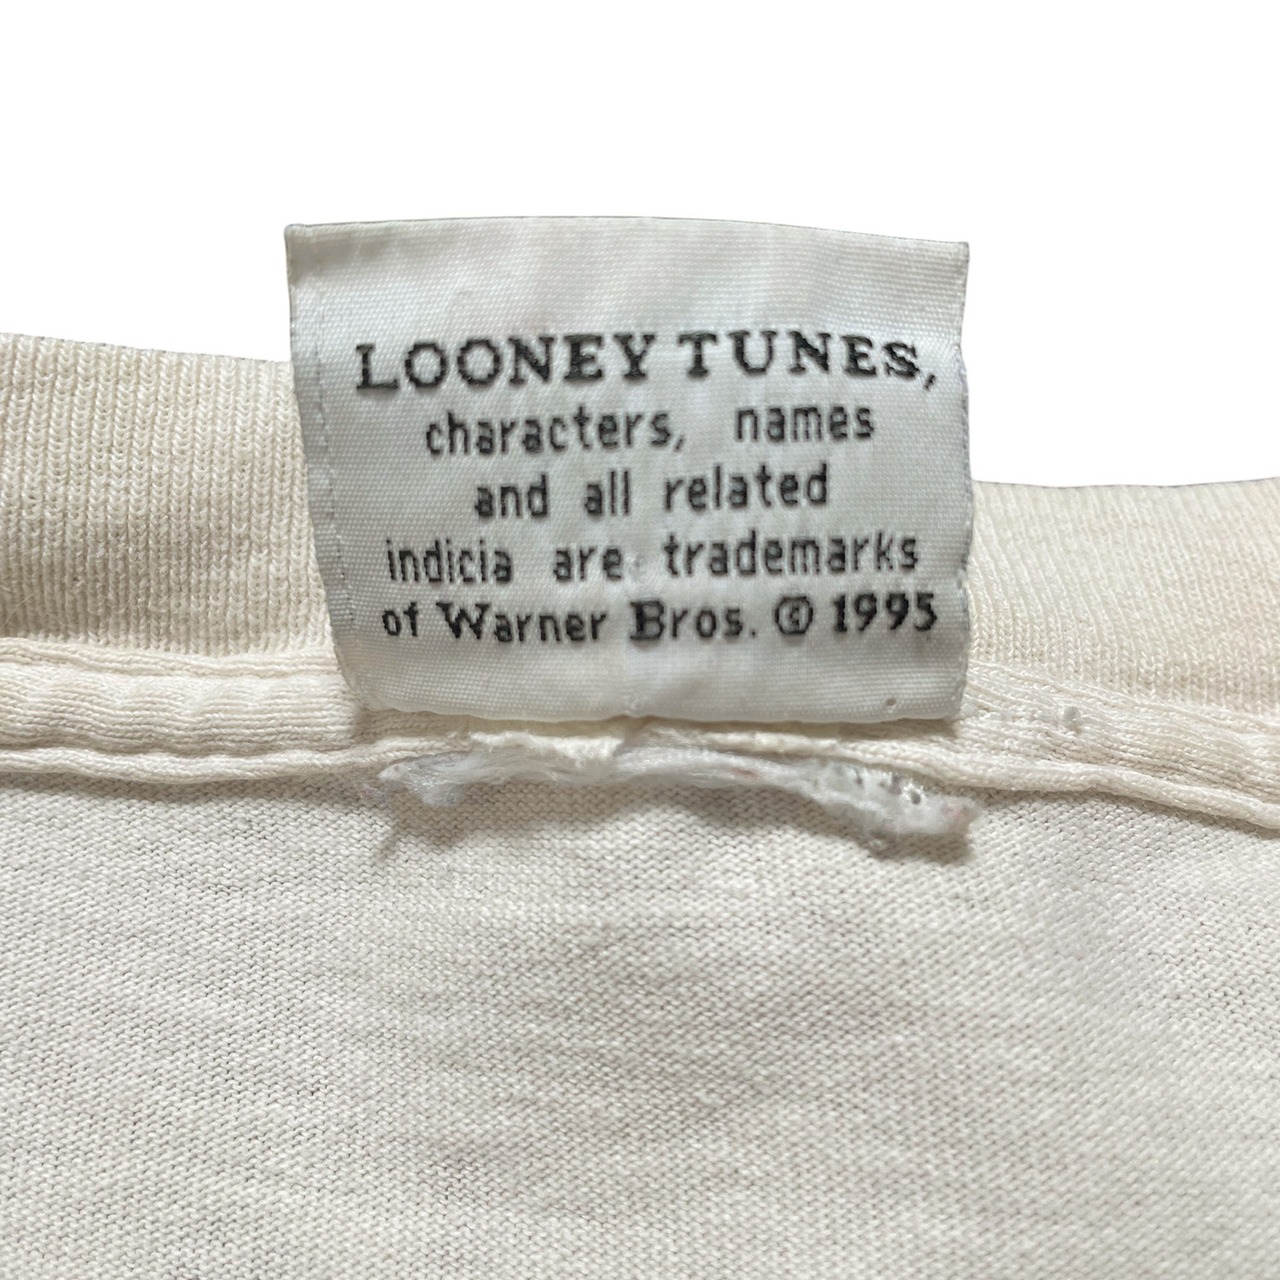 LOONEY TUNES,
characters, names
and all related
indicia are trademarks
of Warner Bros. © 1995